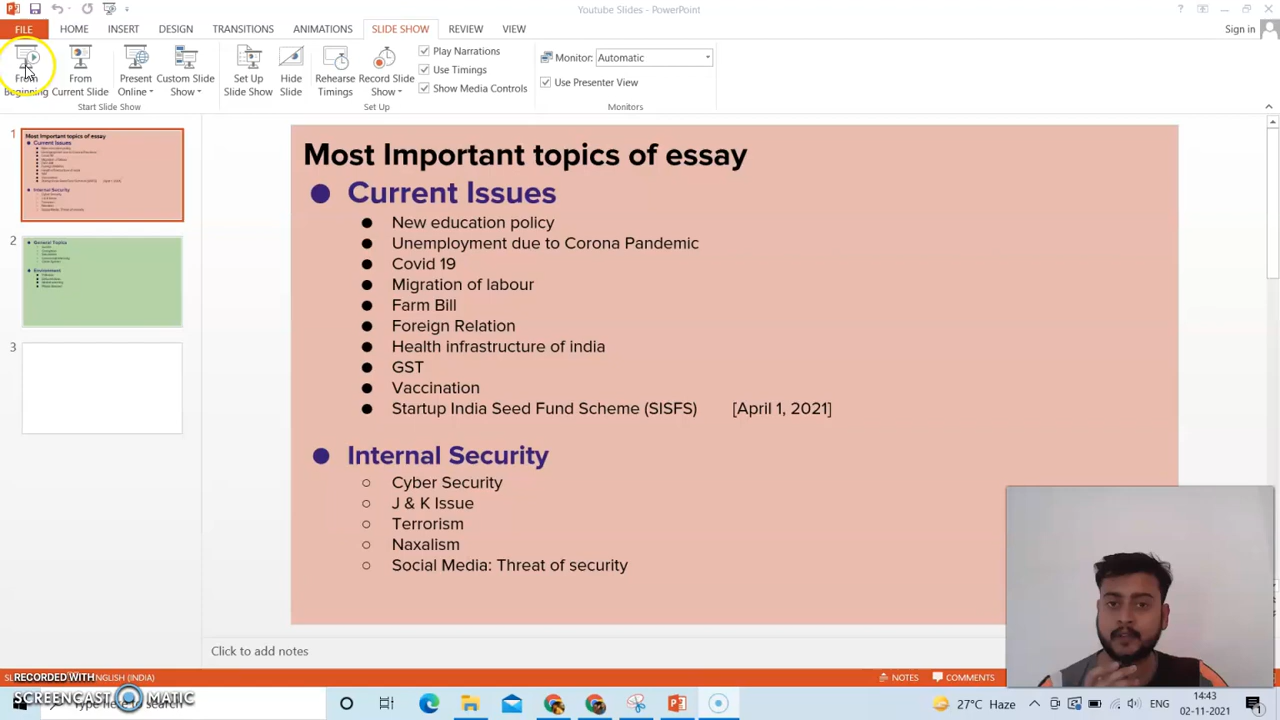 Youtube Slides - PowerPoint
FILE HOME INSERT DESIGN TRANSITIONS ANIMATIONS SLIDE SHOW REVIEW VIEW Sign in
From Beginning
From Current Slide
Present Online
Custom Slide Show
Set Up Slide Show
Hide Slide
Rehearse Timings
Record Slide Show
Play Narrations
Use Timings
Show Media Controls
Monitor: Automatic
Use Presenter View
Start Slide Show
Set Up
Monitors
1
2
3
Most Important topics of essay
Current Issues
New education policy
Unemployment due to Corona Pandemic
Covid 19
Migration of labour
Farm Bill
Foreign Relation
Health infrastructure of india
GST
Vaccination
Startup India Seed Fund Scheme (SISFS) [April 1, 2021]
Internal Security
Cyber Security
J & K Issue
Terrorism
Naxalism
Social Media: Threat of security
Click to add notes
RECORDED WITH
(INDIA)
NOTES COMMENTS
SCREENCAST MATIC
27°C Haze
14:43
02-11-2021